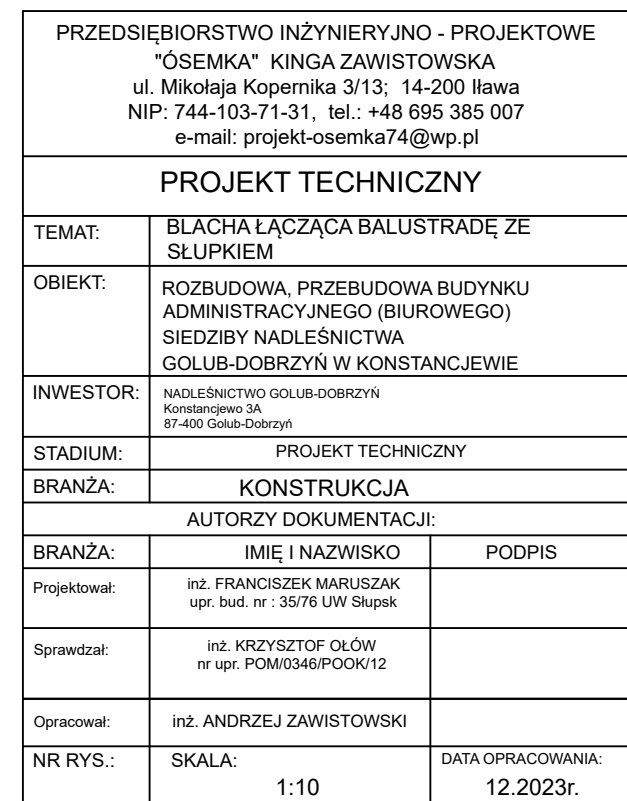 PRZEDSIĘBIORSTWO INŻYNIERYJNO - PROJEKTOWE
"ÓSEMKA" KINGA ZAWISTOWSKA
ul. Mikołaja Kopernika 3/13; 14-200 Iława
NIP: 744-103-71-31, tel.: +48 695 385 007
e-mail: projekt-osemka74@wp.pl
PROJEKT TECHNICZNY
TEMAT: BLACHA ŁĄCZĄCA BALUSTRADĘ ZE
SŁUPKIEM
OBIEKT: ROZBUDOWA, PRZEBUDOWA BUDYNKU
ADMINISTRACYJNEGO (BIUROWEGO)
SIEDZIBY NADLEŚNICTWA
GOLUB-DOBRZYŃ W KONSTANCJEWIE
INWESTOR: NADLEŚNICTWO GOLUB-DOBRZYŃ
Konstancjewo 3A
87-400 Golub-Dobrzyń
STADIUM: PROJEKT TECHNICZNY
BRANŻA: KONSTRUKCJA
AUTORZY DOKUMENTACJI:
BRANŻA: IMIĘ I NAZWISKO PODPIS
Projektował: inż. FRANCISZEK MARUSZAK
upr. bud. nr : 35/76 UW Słupsk
Sprawdzał: inż. KRZYSZTOF OŁÓW
nr upr. POM/0346/POOK/12
Opracował: inż. ANDRZEJ ZAWISTOWSKI
NR RYS.: SKALA: DATA OPRACOWANIA:
1:10 12.2023r.